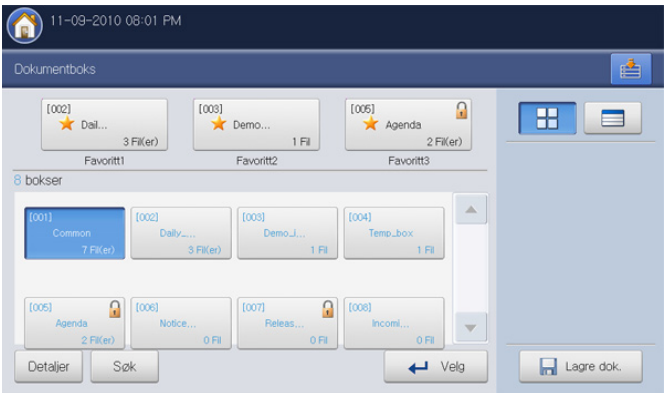 11-09-2010 08:01 PM
Dokumentboks
[002]
Dail...
3 Fil(er)
Favoritt1
[003]
Demo...
1 Fil
Favoritt2
[005]
Agenda
2 Fil(er)
Favoritt3
8 bokser
[001]
Common
7 Fil(er)
[002]
Daily_...
3 Fil(er)
[003]
Demo_i...
1 Fil
[004]
Temp_box
1 Fil
[005]
Agenda
2 Fil(er)
[006]
Notice...
0 Fil
[007]
Releas...
0 Fil
[008]
Incomi...
0 Fil
Detaljer
Søk
Velg
Lagre dok.